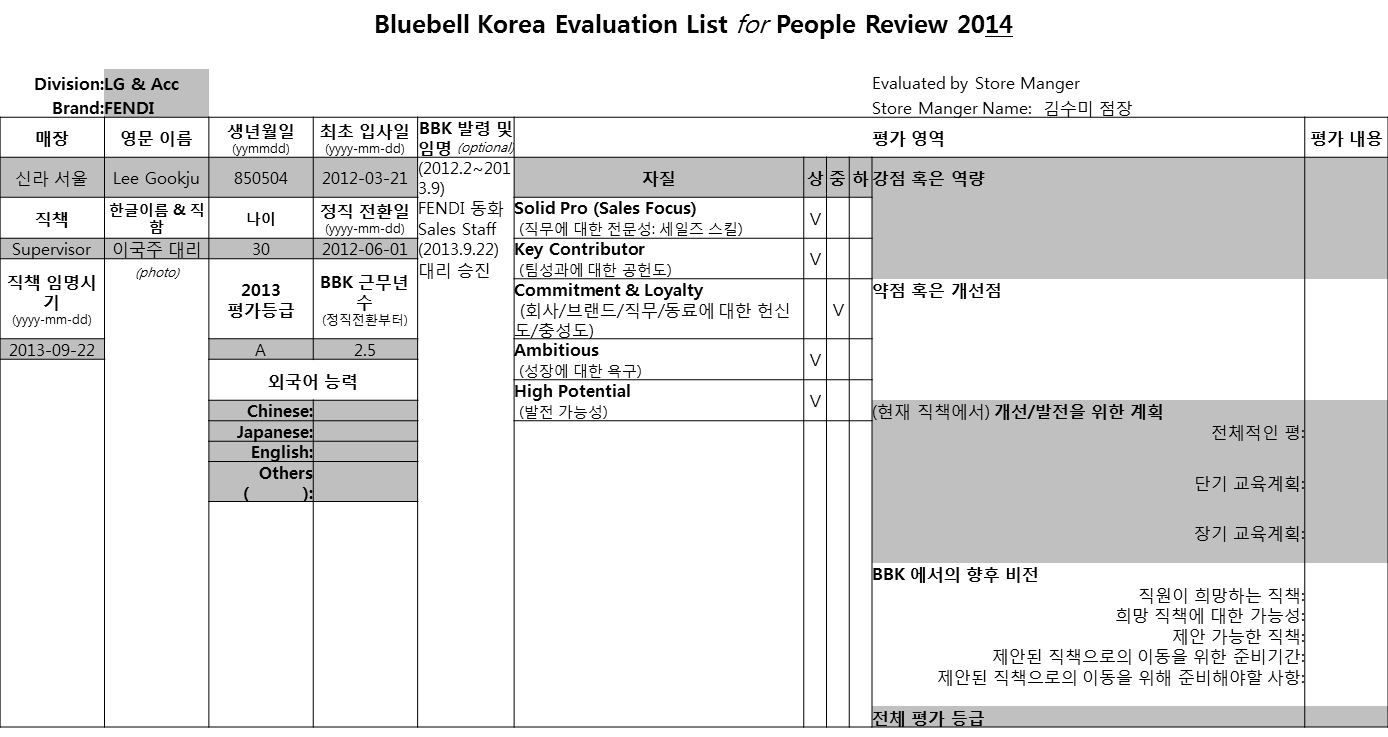 Bluebell Korea Evaluation List for People Review 2014
Division:LG & Acc
Evaluated by Store Manger
Brand:FENDI
Store Manger Name: 김수미 점장
매장
영문 이름
생년월일
(yymmdd)
최초 입사일
(yyyy-mm-dd)
BBK 발령 및
임명 (optional)
평가 영역
평가 내용
신라 서울
Lee Gookju
850504
2012-03-21
(2012.2~201
3.9)
FENDI 동화
Sales Staff
(2013.9.22)
대리 승진
자질
상
중
하
강점 혹은 역량
직책
한글이름 & 직
함
나이
정직 전환일
(yyyy-mm-dd)
Solid Pro (Sales Focus)
(직무에 대한 전문성: 세일즈 스킬)
V
Supervisor
이국주 대리
30
2012-06-01
Key Contributor
(팀성과에 대한 공헌도)
V
직책 임명시
기
(yyyy-mm-dd)
(photo)
2013
평가등급
BBK 근무년
수
(정직전환부터)
Commitment & Loyalty
(회사/브랜드/직무/동료에 대한 헌신
도/충성도)
V
약점 혹은 개선점
2013-09-22
A
2.5
Ambitious
(성장에 대한 욕구)
V
외국어 능력
High Potential
(발전 가능성)
V
Chinese:
Japanese:
English:
Others
( ):
(현재 직책에서) 개선/발전을 위한 계획
전체적인 평:
단기 교육계획:
장기 교육계획:
BBK 에서의 향후 비전
직원이 희망하는 직책:
희망 직책에 대한 가능성:
제안 가능한 직책:
제안된 직책으로의 이동을 위한 준비기간:
제안된 직책으로의 이동을 위해 준비해야할 사항:
전체 평가 등급